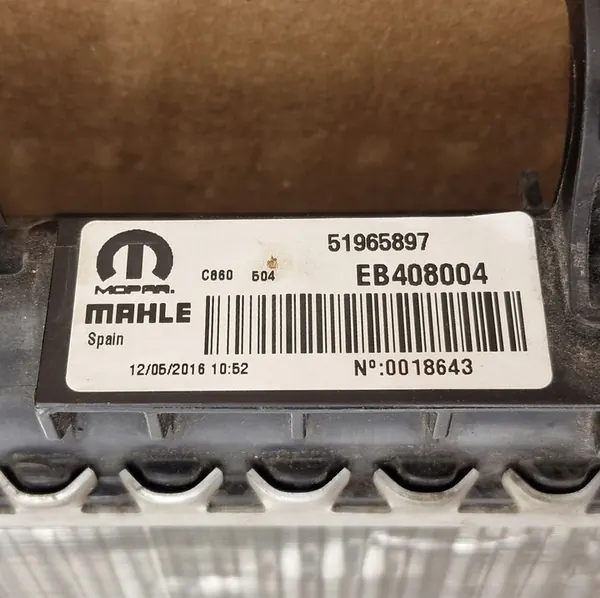 MOPAR.
51965897
C860 504 EB408004
MAHLE
Spain
12/05/2016 10:52 Nº:0018643